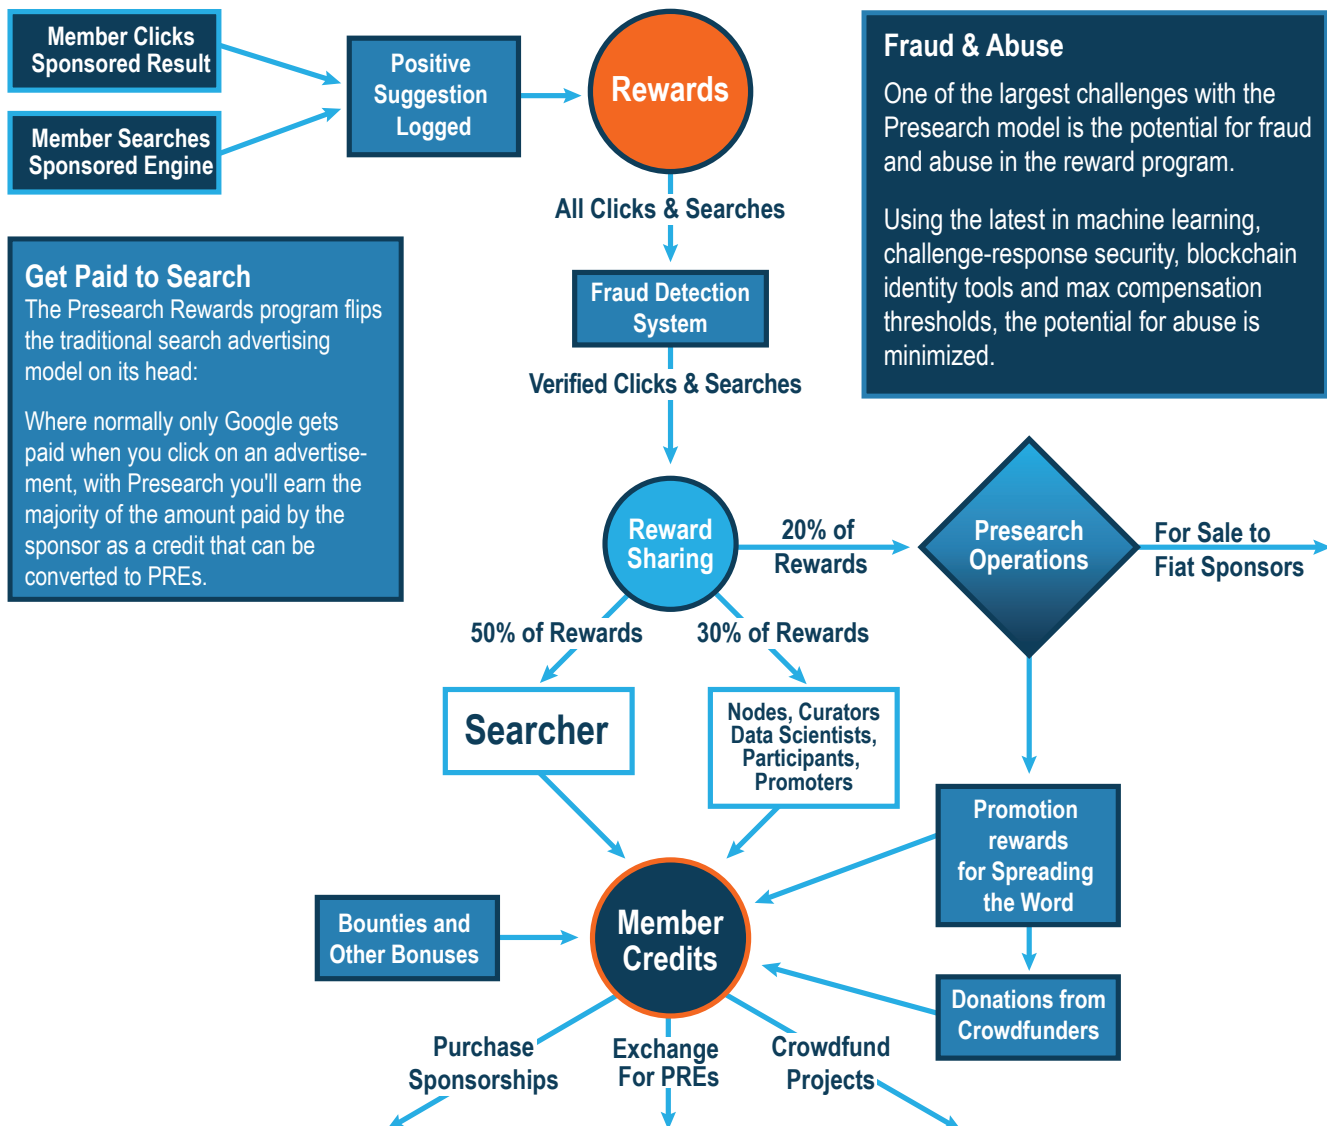 Member Clicks
Sponsored Result
Member Searches
Sponsored Engine
Positive
Suggestion
Logged
Rewards
Fraud & Abuse
One of the largest challenges with the
Presearch model is the potential for fraud
and abuse in the reward program.
Using the latest in machine learning,
challenge-response security, blockchain
identity tools and max compensation
thresholds, the potential for abuse is
minimized.
All Clicks & Searches
Get Paid to Search
The Presearch Rewards program flips
the traditional search advertising
model on its head:
Where normally only Google gets
paid when you click on an advertise-
ment, with Presearch you'll earn the
majority of the amount paid by the
sponsor as a credit that can be
converted to PREs.
Fraud Detection
System
Verified Clicks & Searches
Reward
Sharing
20% of
Rewards
Presearch
Operations
For Sale to
Fiat Sponsors
50% of Rewards
30% of Rewards
Searcher
Nodes, Curators
Data Scientists,
Participants,
Promoters
Promotion
rewards
for Spreading
the Word
Bounties and
Other Bonuses
Member
Credits
Donations from
Crowdfunders
Purchase
Sponsorships
Exchange
For PREs
Crowdfund
Projects